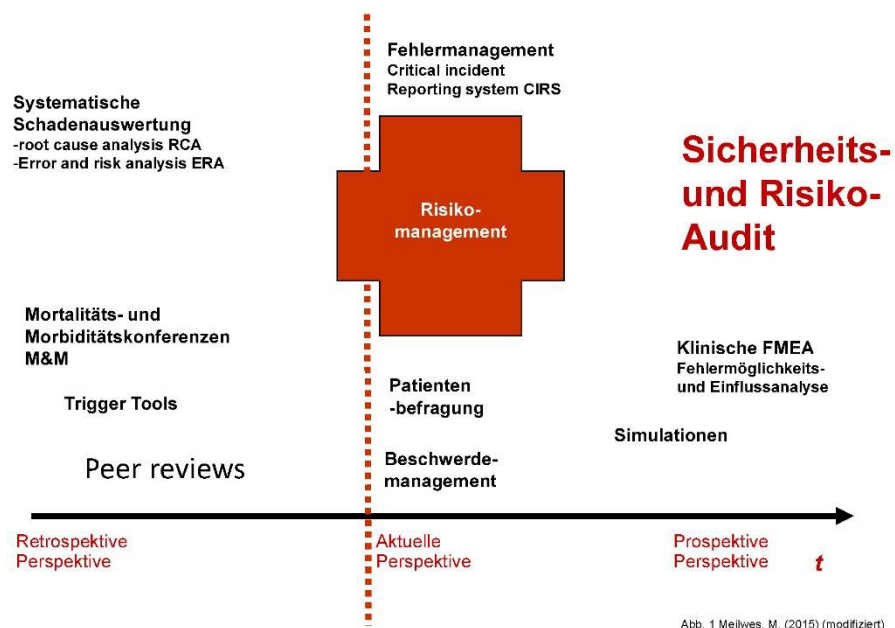 Fehlermanagement
Critical incident
Reporting system CIRS
Systematische
Schadenauswertung
-root cause analysis RCA
-Error and risk analysis ERA
Sicherheits-
und Risiko-
Audit
Risiko-
management
Mortalitäts- und
Morbiditätskonferenzen
M&M
Trigger Tools
Peer reviews
Patienten
-befragung
Beschwerde-
management
Klinische FMEA
Fehlermöglichkeits-
und Einflussanalyse
Simulationen
Retrospektive
Perspektive
Aktuelle
Perspektive
Prospektive
Perspektive
t
Abb. 1 Meilwes, M. (2015) (modifiziert)